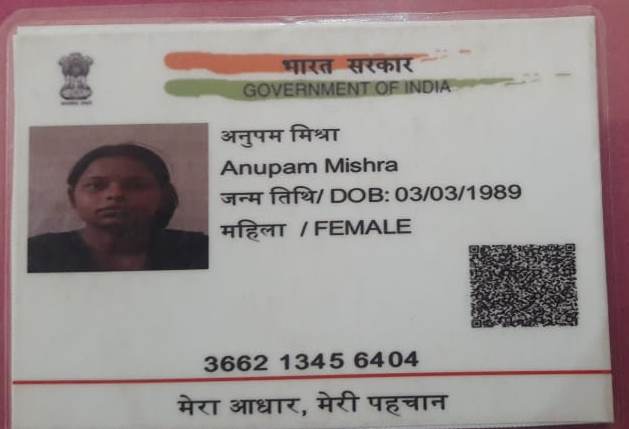 भारत सरकार
GOVERNMENT OF INDIA
अनुपम मिश्रा
Anupam Mishra
जन्म तिथि/ DOB: 03/03/1989
महिला / FEMALE
3662 1345 6404
मेरा आधार, मेरी पहचान